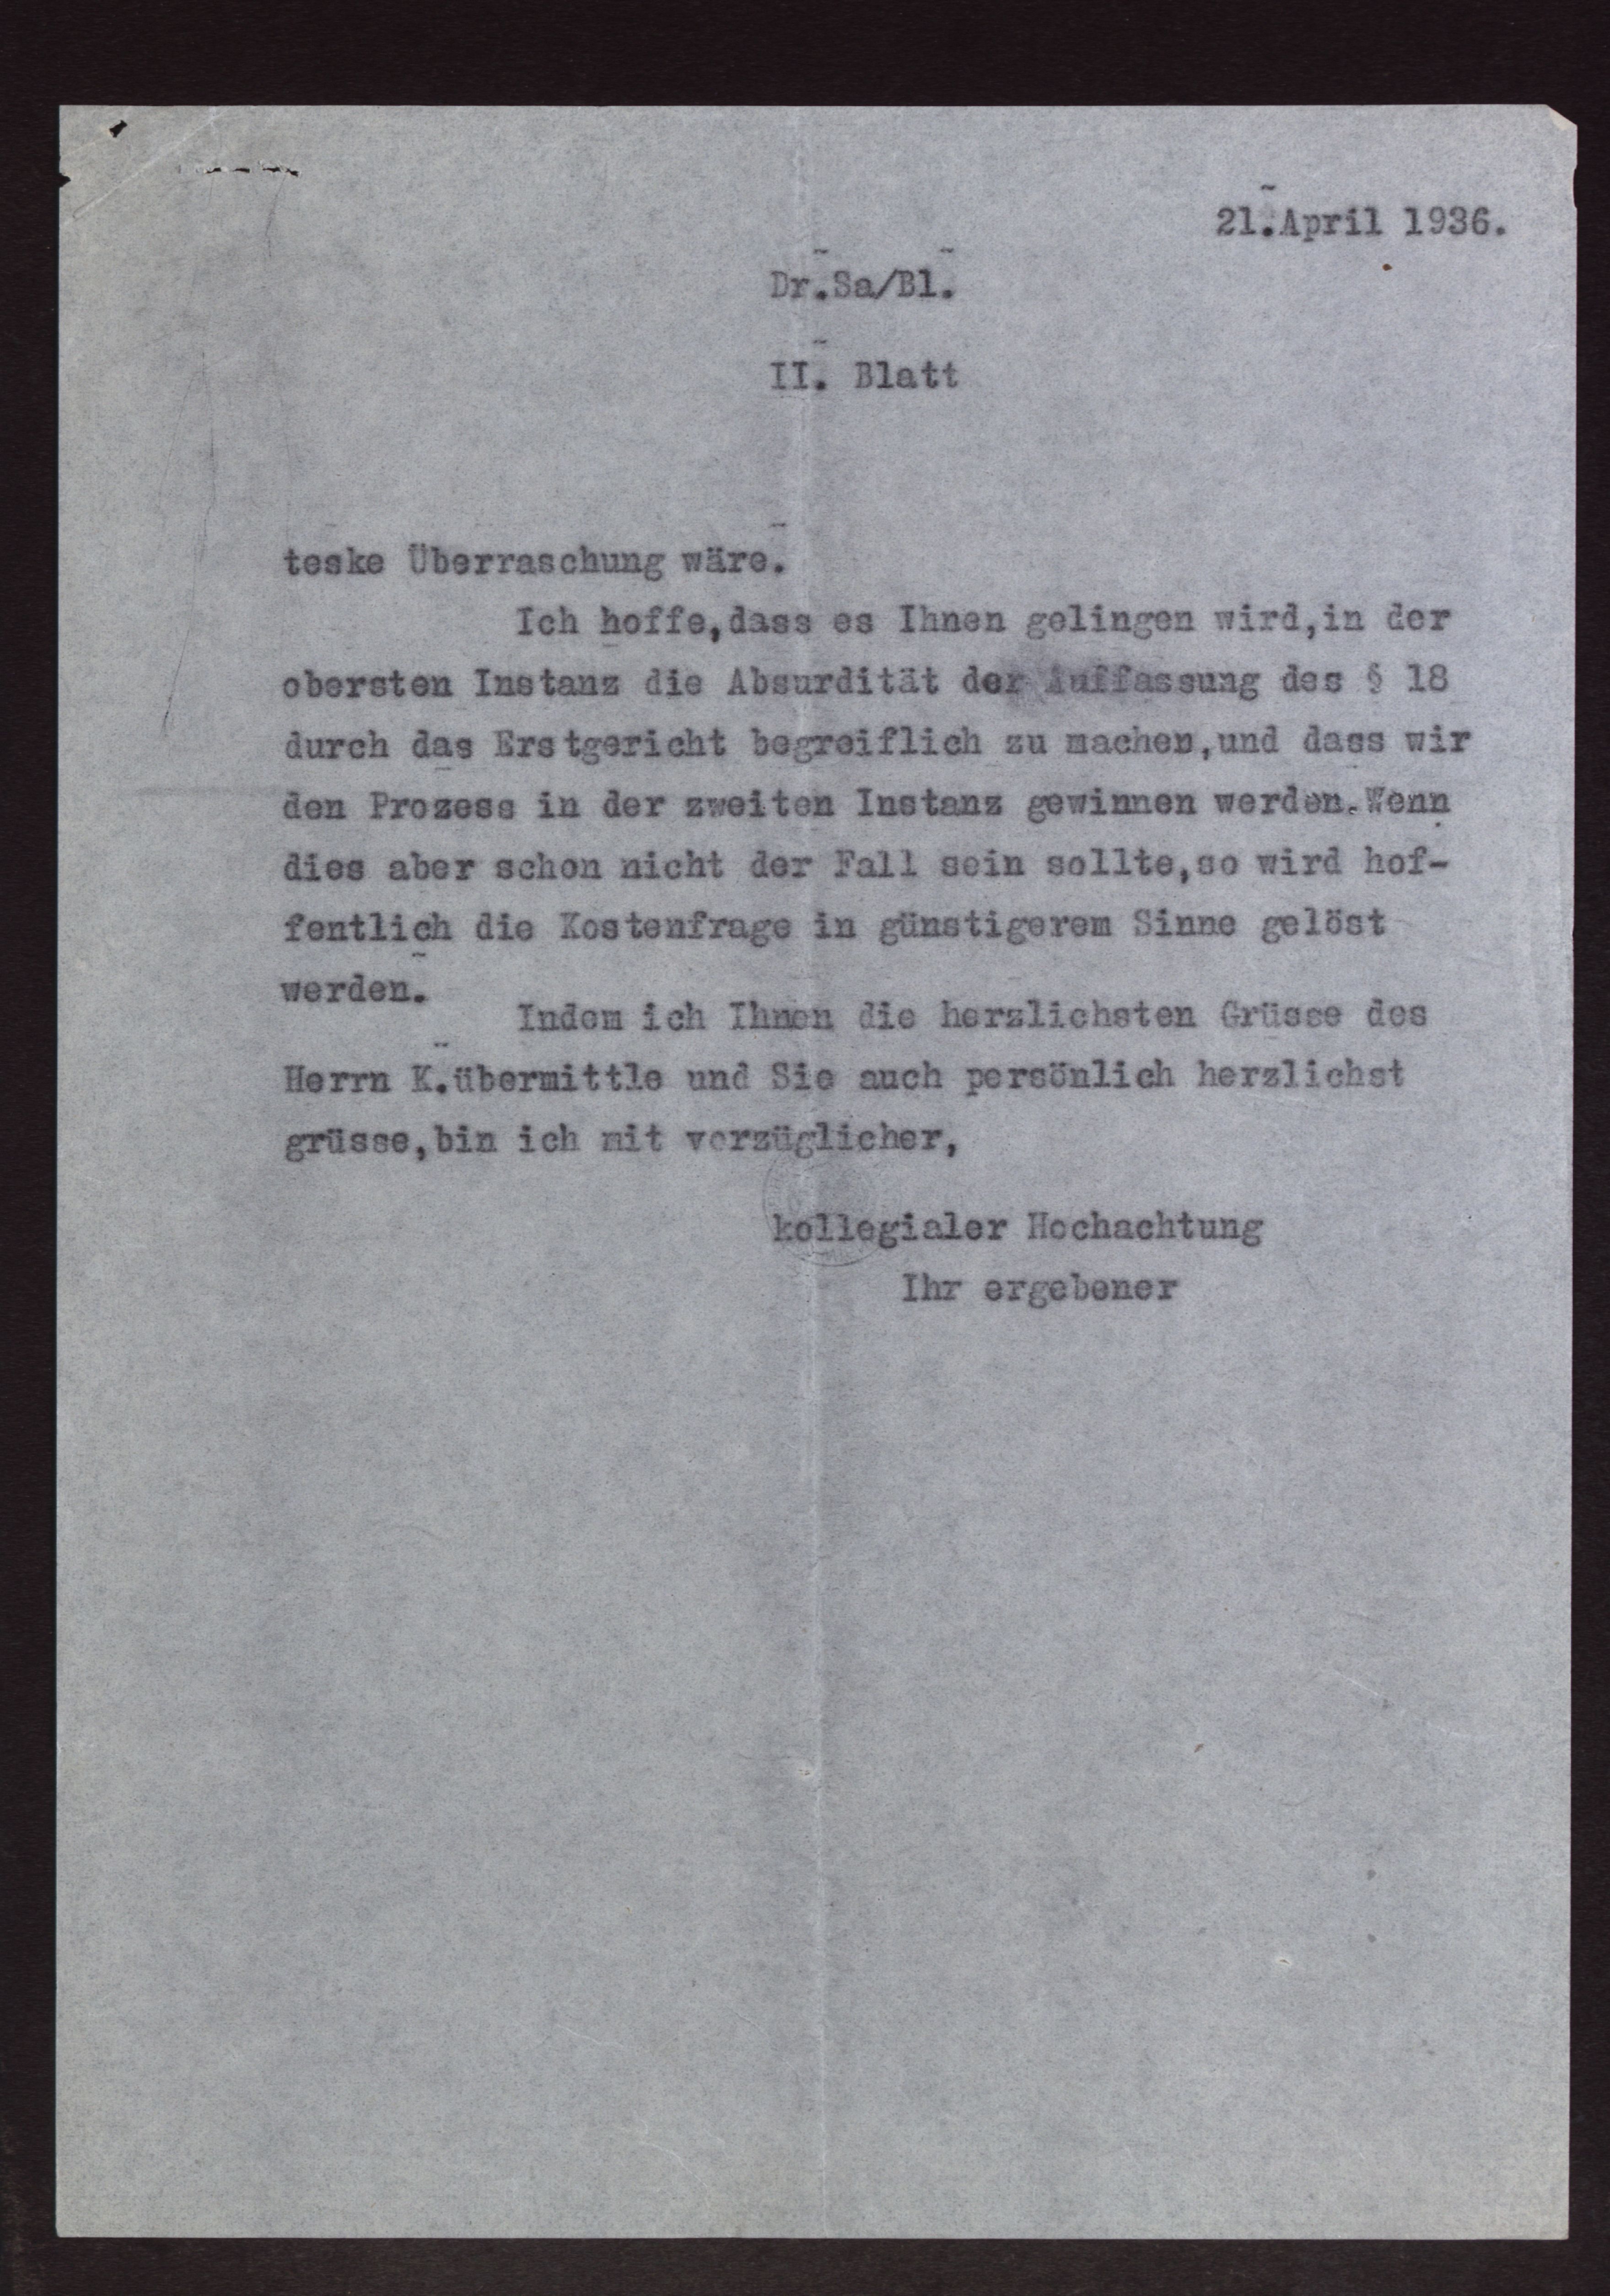 21.April 1936.
Dr.Sa/Bl.
II. Blatt
teske Überraschung wäre.
Ich hoffe,dass es Ihnen gelingen wird,in der
obersten Instanz die Absurdität der Auffassung des § 18
durch das Erstgericht begreiflich zu machen,und dass wir
den Prozess in der zweiten Instanz gewinnen werden.Wenn
dies aber schon nicht der Fall sein sollte,so wird hof-
fentlich die Kostenfrage in günstigerem Sinne gelöst
werden.
Indem ich Ihnen die herzlichsten Grüsse des
Herrn K.übermittle und Sie auch persönlich herzlichst
grüsse,bin ich mit vorzüglicher,
kollegialer Hochachtung
Ihr ergebener